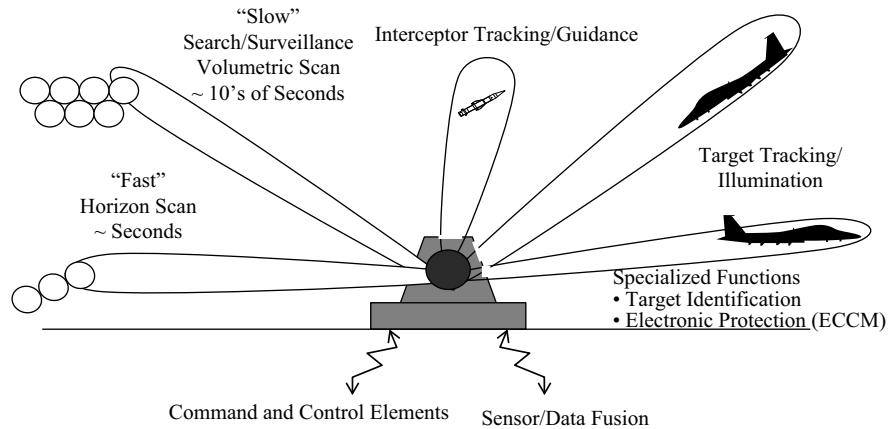 “Slow”
Search/Surveillance
Volumetric Scan
~ 10’s of Seconds
Interceptor Tracking/Guidance
Target Tracking/
Illumination
“Fast”
Horizon Scan
~ Seconds
Specialized Functions
• Target Identification
• Electronic Protection (ECCM)
Command and Control Elements
Sensor/Data Fusion